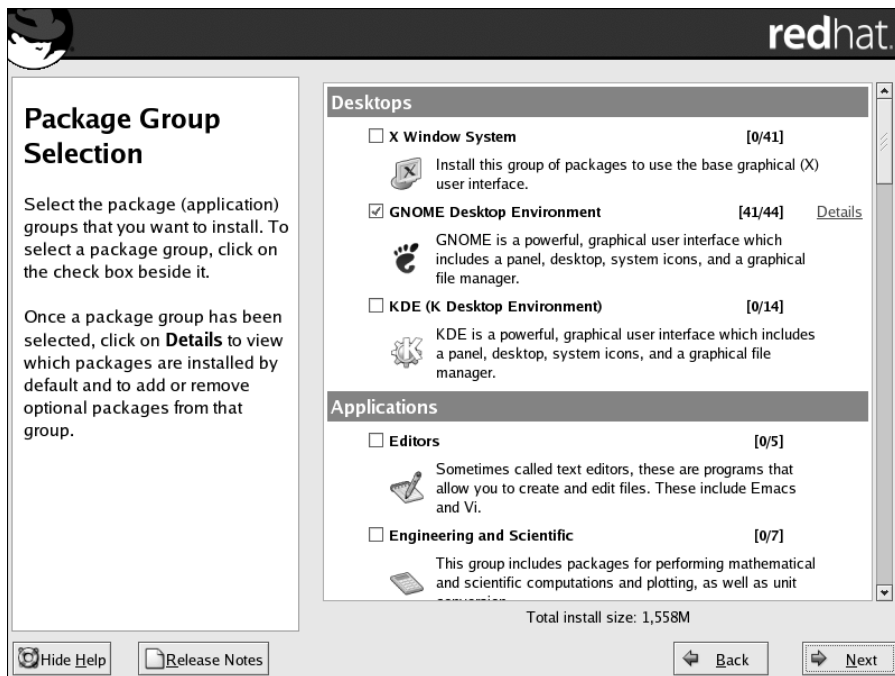 redhat.
Package Group
Selection
Select the package (application)
groups that you want to install. To
select a package group, click on
the check box beside it.
Once a package group has been
selected, click on Details to view
which packages are installed by
default and to add or remove
optional packages from that
group.
Desktops
X Window System [0/41]
Install this group of packages to use the base graphical (X)
user interface.
GNOME Desktop Environment [41/44] Details
GNOME is a powerful, graphical user interface which
includes a panel, desktop, system icons, and a graphical
file manager.
KDE (K Desktop Environment) [0/14]
KDE is a powerful, graphical user interface which includes
a panel, desktop, system icons, and a graphical file
manager.
Applications
Editors [0/5]
Sometimes called text editors, these are programs that
allow you to create and edit files. These include Emacs
and Vi.
Engineering and Scientific [0/7]
This group includes packages for performing mathematical
and scientific computations and plotting, as well as unit
Total install size: 1,558M
Hide Help Release Notes Back Next